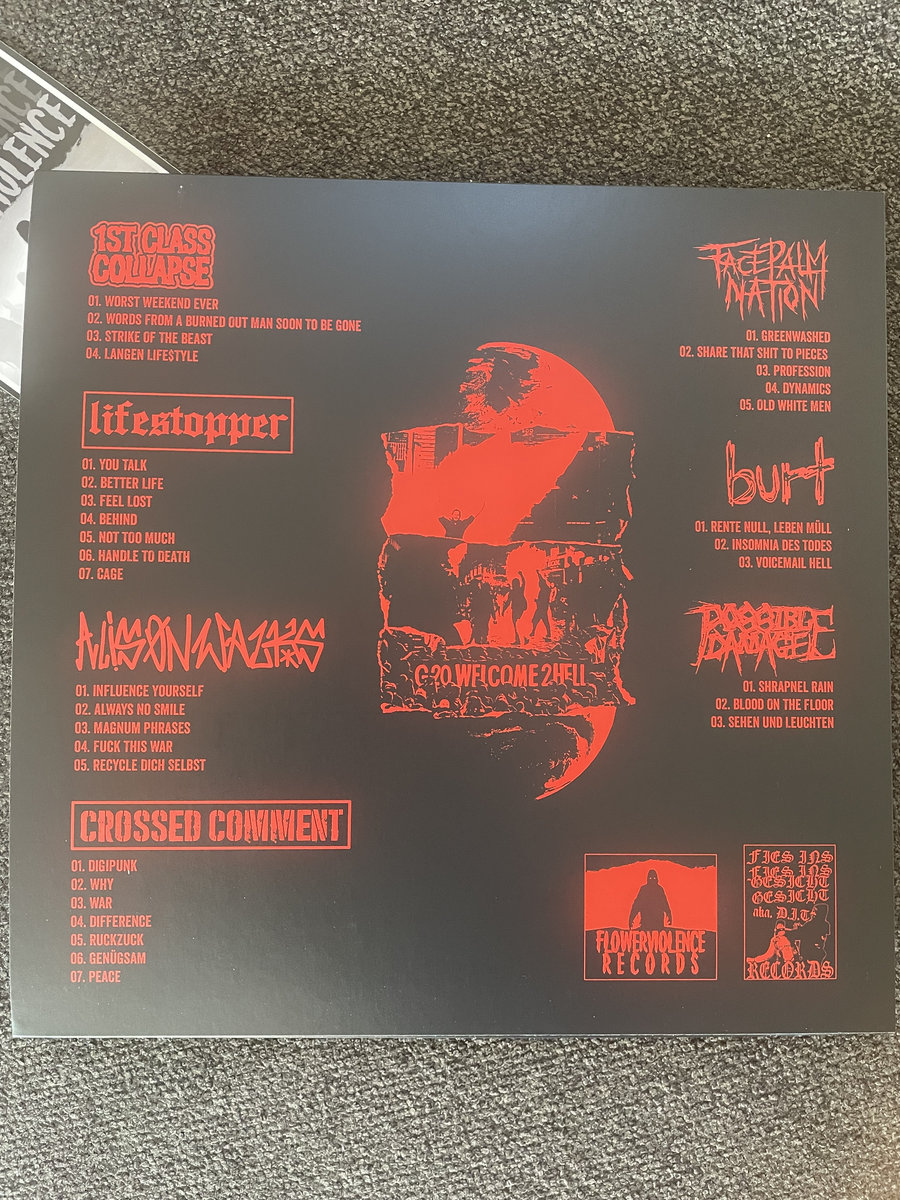 VIOLENCE
1ST CLASS
COLLAPSE
01. WORST WEEKEND EVER
02. WORDS FROM A BURNED OUT MAN SOON TO BE GONE
03. STRIKE OF THE BEAST
04. LANGEN LIFE$TYLE
lifestopper
01. YOU TALK
02. BETTER LIFE
03. FEEL LOST
04. BEHIND
05. NOT TOO MUCH
06. HANDLE TO DEATH
07. CAGE
ALISON WALKS
01. INFLUENCE YOURSELF
02. ALWAYS NO SMILE
03. MAGNUM PHRASES
04. FUCK THIS WAR
05. RECYCLE DICH SELBST
CROSSED COMMENT
01. DIGIPUNK
02. WHY
03. WAR
04. DIFFERENCE
05. RUCKZUCK
06. GENÜGSAM
07. PEACE
G20 WELCOME 2HELL
FACEPALM
NATION
01. GREENWASHED
02. SHARE THAT SHIT TO PIECES
03. PROFESSION
04. DYNAMICS
05. OLD WHITE MEN
burt
01. RENTE NULL, LEBEN MÜLL
02. INSOMNIA DES TODES
03. VOICEMAIL HELL
POSSIBLE
DAMAGE
01. SHRAPNEL RAIN
02. BLOOD ON THE FLOOR
03. SEHEN UND LEUCHTEN
FLOWERVIOLENCE
RECORDS
FIES INS
FIES INS
GESICHT
GESICHT
aka. D.I.T.
RECORDS